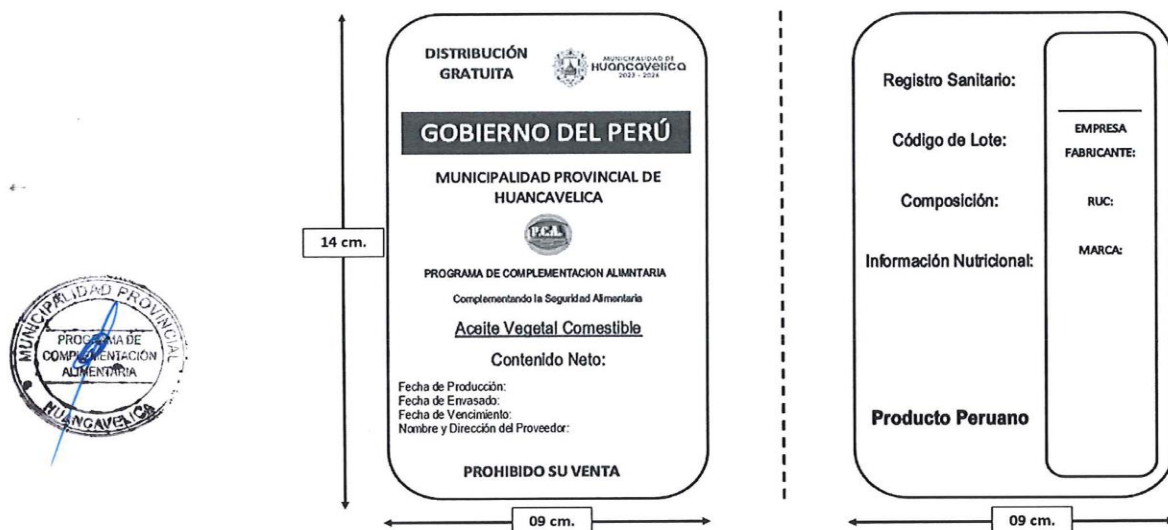 DISTRIBUCIÓN
GRATUITA
MUNICIPALIDAD DE
HUANCAVELICA
2023 - 2026
GOBIERNO DEL PERÚ
MUNICIPALIDAD PROVINCIAL DE
HUANCAVELICA
P.C.A.
PROGRAMA DE COMPLEMENTACION ALIMNTARIA
Complementando la Seguridad Alimentaria
Aceite Vegetal Comestible
Contenido Neto:
Fecha de Producción:
Fecha de Envasado:
Fecha de Vencimiento:
Nombre y Dirección del Proveedor:
PROHIBIDO SU VENTA
14 cm.
09 cm.
Registro Sanitario:
Código de Lote:
Composición:
Información Nutricional:
Producto Peruano
EMPRESA
FABRICANTE:
RUC:
MARCA:
09 cm.
MUNICIPALIDAD PROVINCIAL
PROGRAMA DE
COMPLEMENTACIÓN
ALIMENTARIA
HUANCAVELICA